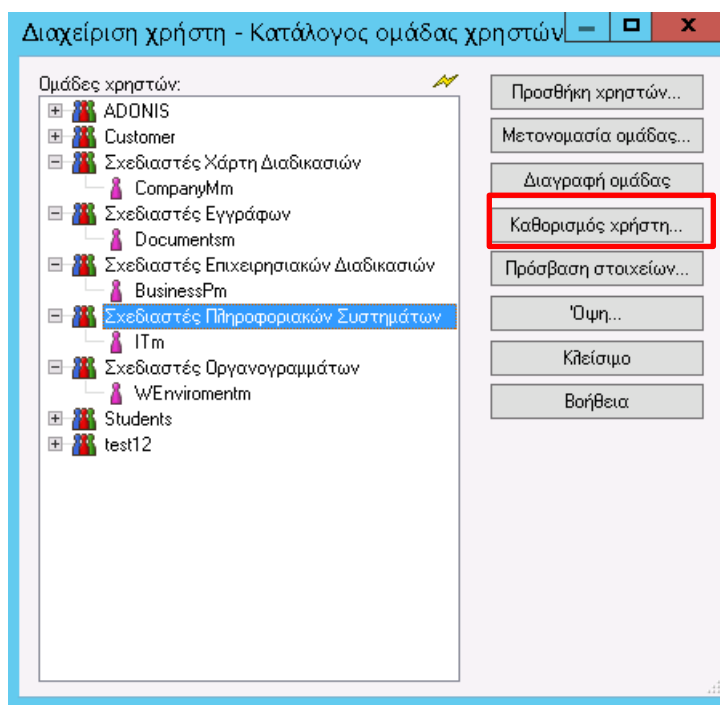 Διαχείριση χρήστη - Κατάλογος ομάδας χρηστών
Ομάδες χρηστών:
ADONIS
Customer
Σχεδιαστές Χάρτη Διαδικασιών
CompanyMm
Σχεδιαστές Εγγράφων
Documentsm
Σχεδιαστές Επιχειρησιακών Διαδικασιών
BusinessPm
Σχεδιαστές Πληροφοριακών Συστημάτων
ITm
Σχεδιαστές Οργανογραμμάτων
WEnviromentm
Students
test12
Προσθήκη χρηστών...
Μετονομασία ομάδας...
Διαγραφή ομάδας
Καθορισμός χρήστη...
Πρόσβαση στοιχείων...
Όψη...
Κλείσιμο
Βοήθεια